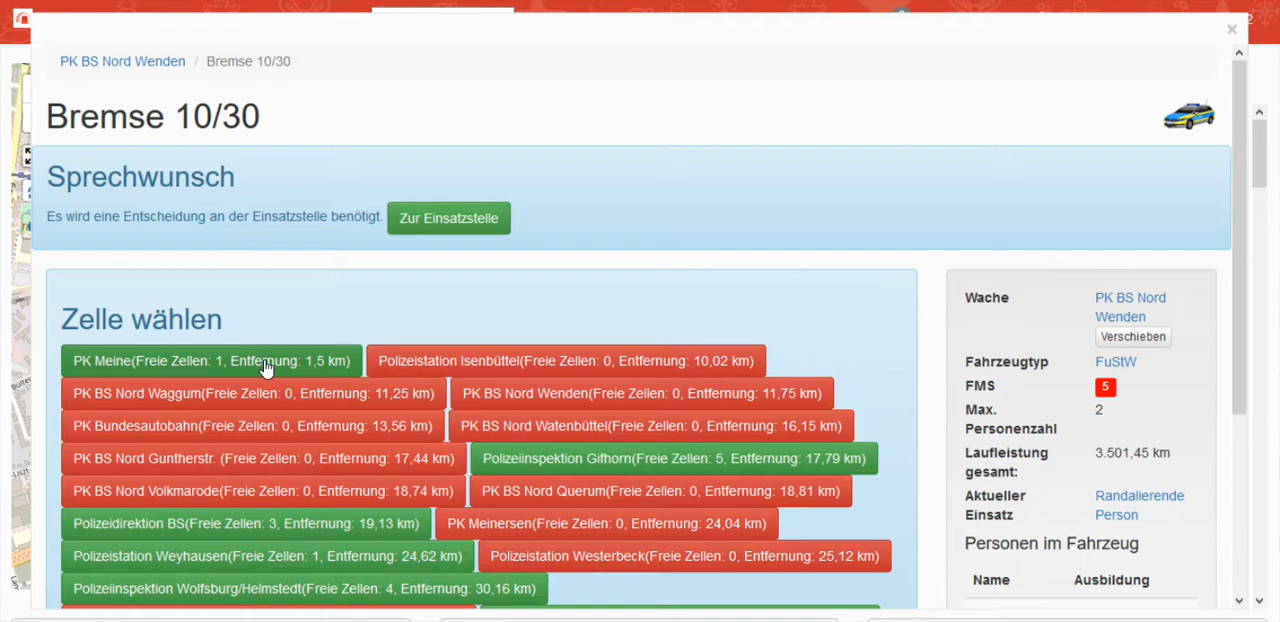 PK BS Nord Wenden / Bremse 10/30
Bremse 10/30
Sprechwunsch
Es wird eine Entscheidung an der Einsatzstelle benötigt. Zur Einsatzstelle
Zelle wählen
PK Meine(Freie Zellen: 1, Entfernung: 1,5 km) Polizeistation Isenbüttel(Freie Zellen: 0, Entfernung: 10,02 km)
PK BS Nord Waggum(Freie Zellen: 0, Entfernung: 11,25 km) PK BS Nord Wenden(Freie Zellen: 0, Entfernung: 11,75 km)
PK Bundesautobahn(Freie Zellen: 0, Entfernung: 13,56 km) PK BS Nord Watenbüttel(Freie Zellen: 0, Entfernung: 16,15 km)
PK BS Nord Guntherstr. (Freie Zellen: 0, Entfernung: 17,44 km) Polizeiinspektion Gifhorn(Freie Zellen: 5, Entfernung: 17,79 km)
PK BS Nord Volkmarode(Freie Zellen: 0, Entfernung: 18,74 km) PK BS Nord Querum(Freie Zellen: 0, Entfernung: 18,81 km)
Polizeidirektion BS(Freie Zellen: 3, Entfernung: 19,13 km) PK Meinersen(Freie Zellen: 0, Entfernung: 24,04 km)
Polizeistation Weyhausen(Freie Zellen: 1, Entfernung: 24,62 km) Polizeistation Westerbeck(Freie Zellen: 0, Entfernung: 25,12 km)
Polizeiinspektion Wolfsburg/Helmstedt(Freie Zellen: 4, Entfernung: 30,16 km)
Wache PK BS Nord
Wenden
Verschieben
Fahrzeugtyp FuStW
FMS 5
Max. 2
Personenzahl
Laufleistung 3.501,45 km
gesamt:
Aktueller Randalierende
Einsatz Person
Personen im Fahrzeug
Name Ausbildung